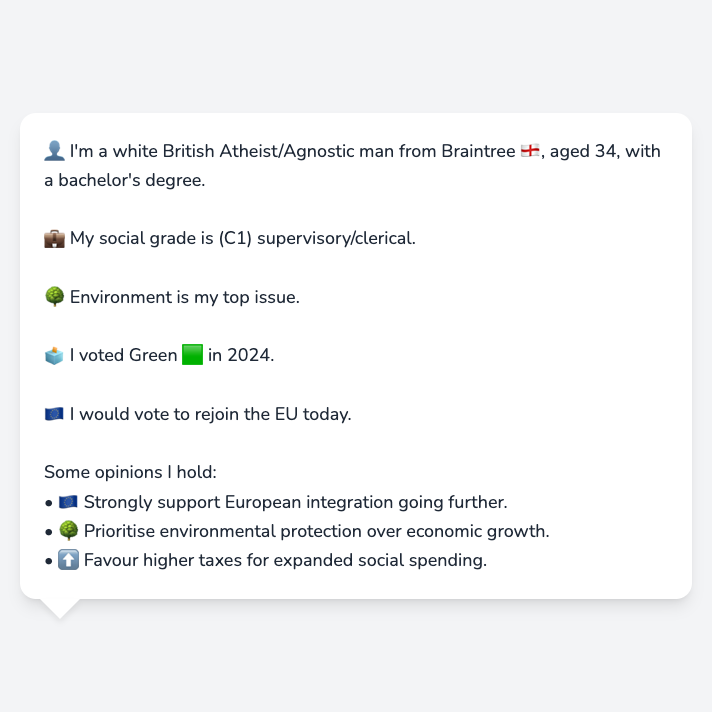 👤 I'm a white British Atheist/Agnostic man from Braintree 🏴󠁧󠁢󠁥󠁮󠁧󠁿, aged 34, with
a bachelor's degree.
💼 My social grade is (C1) supervisory/clerical.
🌳 Environment is my top issue.
🗳️ I voted Green 🟩 in 2024.
🇪🇺 I would vote to rejoin the EU today.
Some opinions I hold:
• 🇪🇺 Strongly support European integration going further.
• 🌳 Prioritise environmental protection over economic growth.
• ⬆️ Favour higher taxes for expanded social spending.